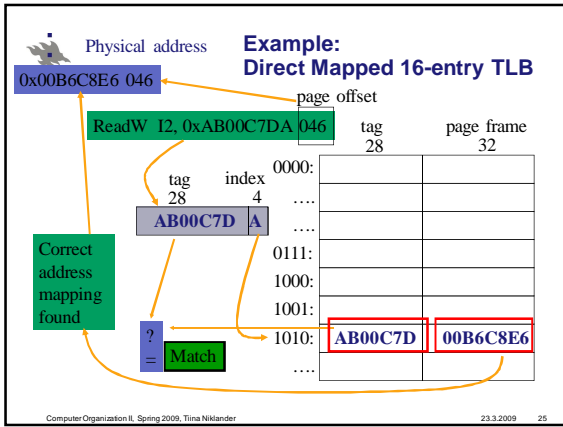 Physical address
Example:
Direct Mapped 16-entry TLB
0x00B6C8E6 046
page offset
ReadW I2, 0xAB00C7DA 046
tag
28
page frame
32
0000:
tag
28
index
4
….
AB00C7D A
….
0111:
Correct
address
mapping
found
1000:
1001:
?
=
Match
1010:
AB00C7D
00B6C8E6
….
Computer Organization II, Spring 2009, Tiina Niklander
23.3.2009
25